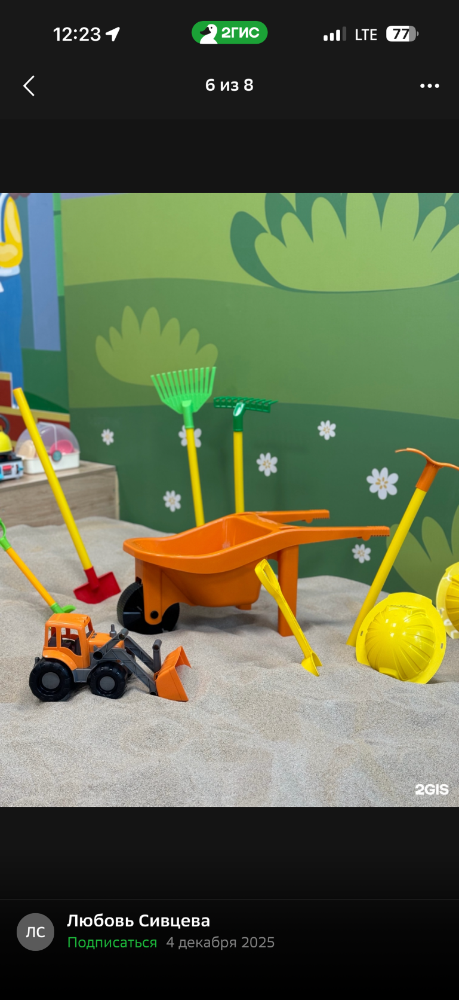 12:23
2ГИС
LTE
77
6 из 8
2GIS
ЛС
Любовь Сивцева
Подписаться 4 декабря 2025